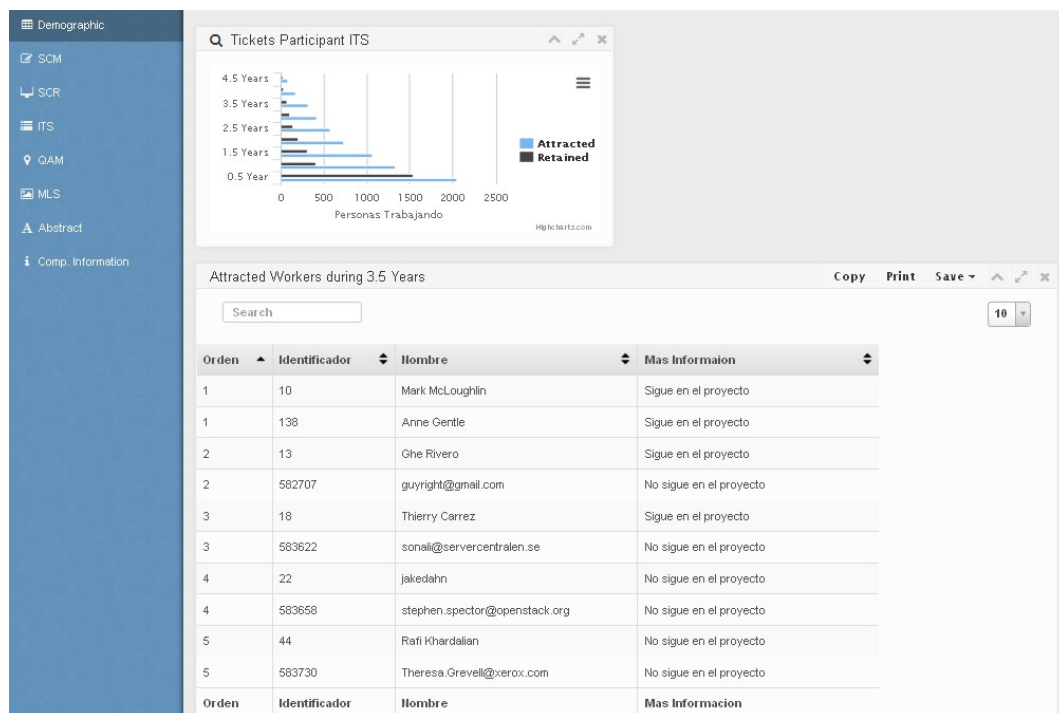 Demographic
SCM
SCR
ITS
QAM
MLS
Abstract
Comp. Information
Tickets Participant ITS
4.5 Years
3.5 Years
2.5 Years
1.5 Years
0.5 Year
0 500 1000 1500 2000 2500
Personas Trabajando
Attracted
Retained
Highcharts.com
Attracted Workers during 3.5 Years
Copy Print Save
Search
10
Orden Identificador Nombre Mas Informaion
1 10 Mark McLoughlin Sigue en el proyecto
1 138 Anne Gentle Sigue en el proyecto
2 13 Ghe Rivero Sigue en el proyecto
2 582707 guyright@gmail.com No sigue en el proyecto
3 18 Thierry Carrez Sigue en el proyecto
3 583622 sonali@servercentralen.se No sigue en el proyecto
4 22 jakedahn No sigue en el proyecto
4 583658 stephen.spector@openstack.org No sigue en el proyecto
5 44 Rafi Khardalian No sigue en el proyecto
5 583730 Theresa.Grevell@xerox.com No sigue en el proyecto
Orden Identificador Nombre Mas Informacion